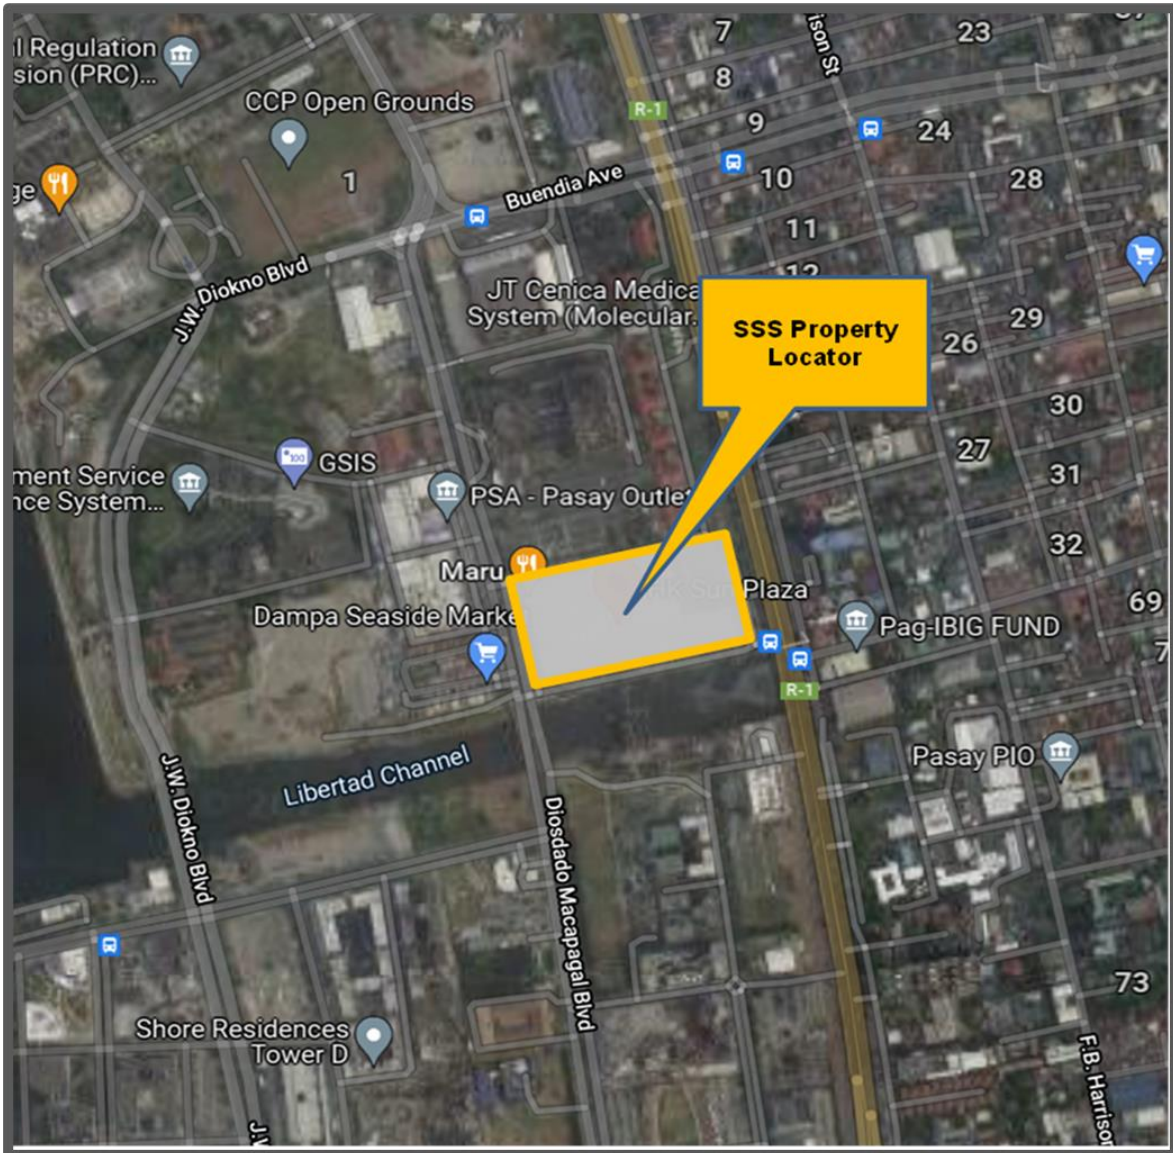 7
23
l Regulation
sion (PRC)...
8
R-1
CCP Open Grounds
9
24
1
ge
Buendia Ave
10
28
11
12
J.W. Diokno Blvd
JT Cenica Medica
System (Molecular.
SSS Property
Locator
29
26
30
27
31
GSIS
ment Service
nce System...
PSA - Pasay Outlet
32
Maru
Plaza
69
Dampa Seaside Marke
Pag-IBIG FUND
7
R-1
Pasay PIO
Libertad Channel
J.W. Diokno Blvd
Diosdado Macapagal Blvd
73
Shore Residences
Tower D
F.B. Harrison